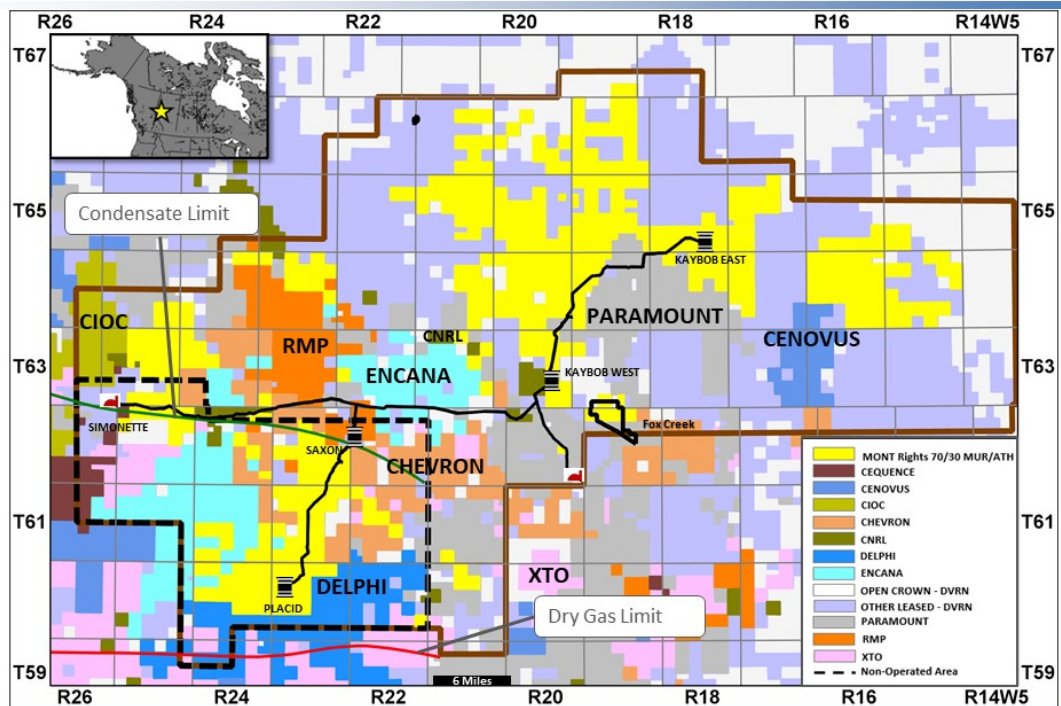 R26 R24 R22 R20 R18 R16 R14W5
T67 T67
Condensate Limit
T65 T65
KAYBOB EAST
CIOC
PARAMOUNT
RMP
CNRL
CENOVUS
T63 T63
ENCANA
KAYBOB WEST
SIMONETTE
Fox Creek
SAXON
CHEVRON
MONT Rights 70/30 MUR/ATH
CEQUENCE
CENOVUS
CIOC
CHEVRON
CNRL
DELPHI
ENCANA
OPEN CROWN - DVRN
OTHER LEASED - DVRN
PARAMOUNT
RMP
XTO
Non-Operated Area
T61 T61
XTO
DELPHI
PLACID
Dry Gas Limit
T59 T59
6 Miles
R26 R24 R22 R20 R18 R16 R14W5